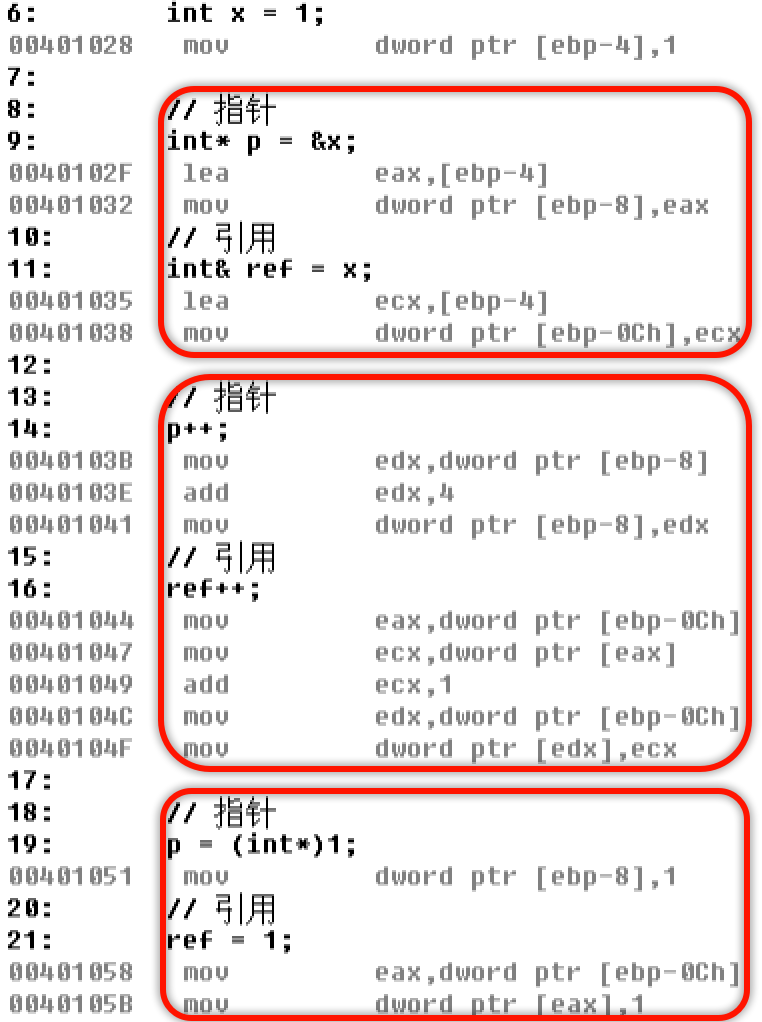 6: int x = 1;
00401028 mov dword ptr [ebp-4],1
7:
8: // 指针
9: int* p = &x;
0040102F lea eax,[ebp-4]
00401032 mov dword ptr [ebp-8],eax
10: // 引用
11: int& ref = x;
00401035 lea ecx,[ebp-4]
00401038 mov dword ptr [ebp-0Ch],ecx
12:
13: // 指针
14: p++;
0040103B mov edx,dword ptr [ebp-8]
0040103E add edx,4
00401041 mov dword ptr [ebp-8],edx
15: // 引用
16: ref++;
00401044 mov eax,dword ptr [ebp-0Ch]
00401047 mov ecx,dword ptr [eax]
00401049 add ecx,1
0040104C mov edx,dword ptr [ebp-0Ch]
0040104F mov dword ptr [edx],ecx
17:
18: // 指针
19: p = (int*)1;
00401051 mov dword ptr [ebp-8],1
20: // 引用
21: ref = 1;
00401058 mov eax,dword ptr [ebp-0Ch]
0040105B mov dword ptr [eax],1